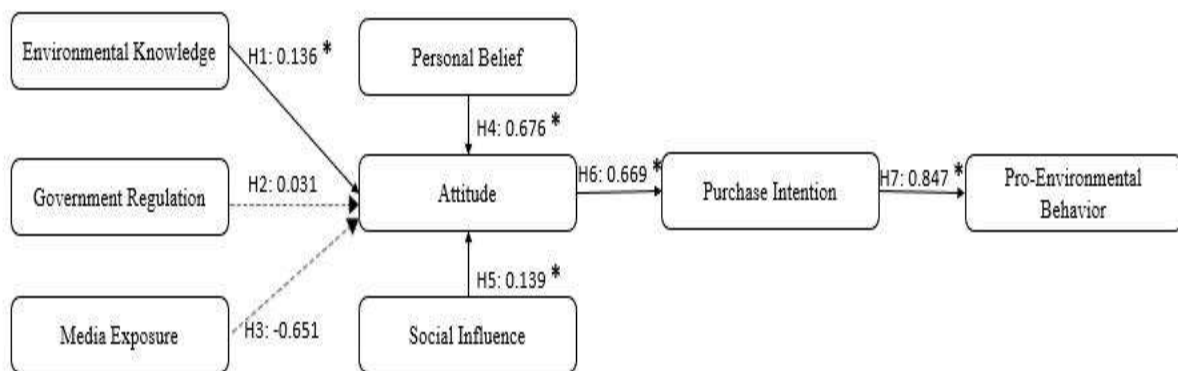 Environmental Knowledge
H1: 0.136 *
Personal Belief
H4: 0.676 *
Government Regulation
H2: 0.031
Attitude
H6: 0.669 *
Purchase Intention
H7: 0.847 *
Pro-Environmental
Behavior
Media Exposure
H3: -0.651
H5: 0.139 *
Social Influence